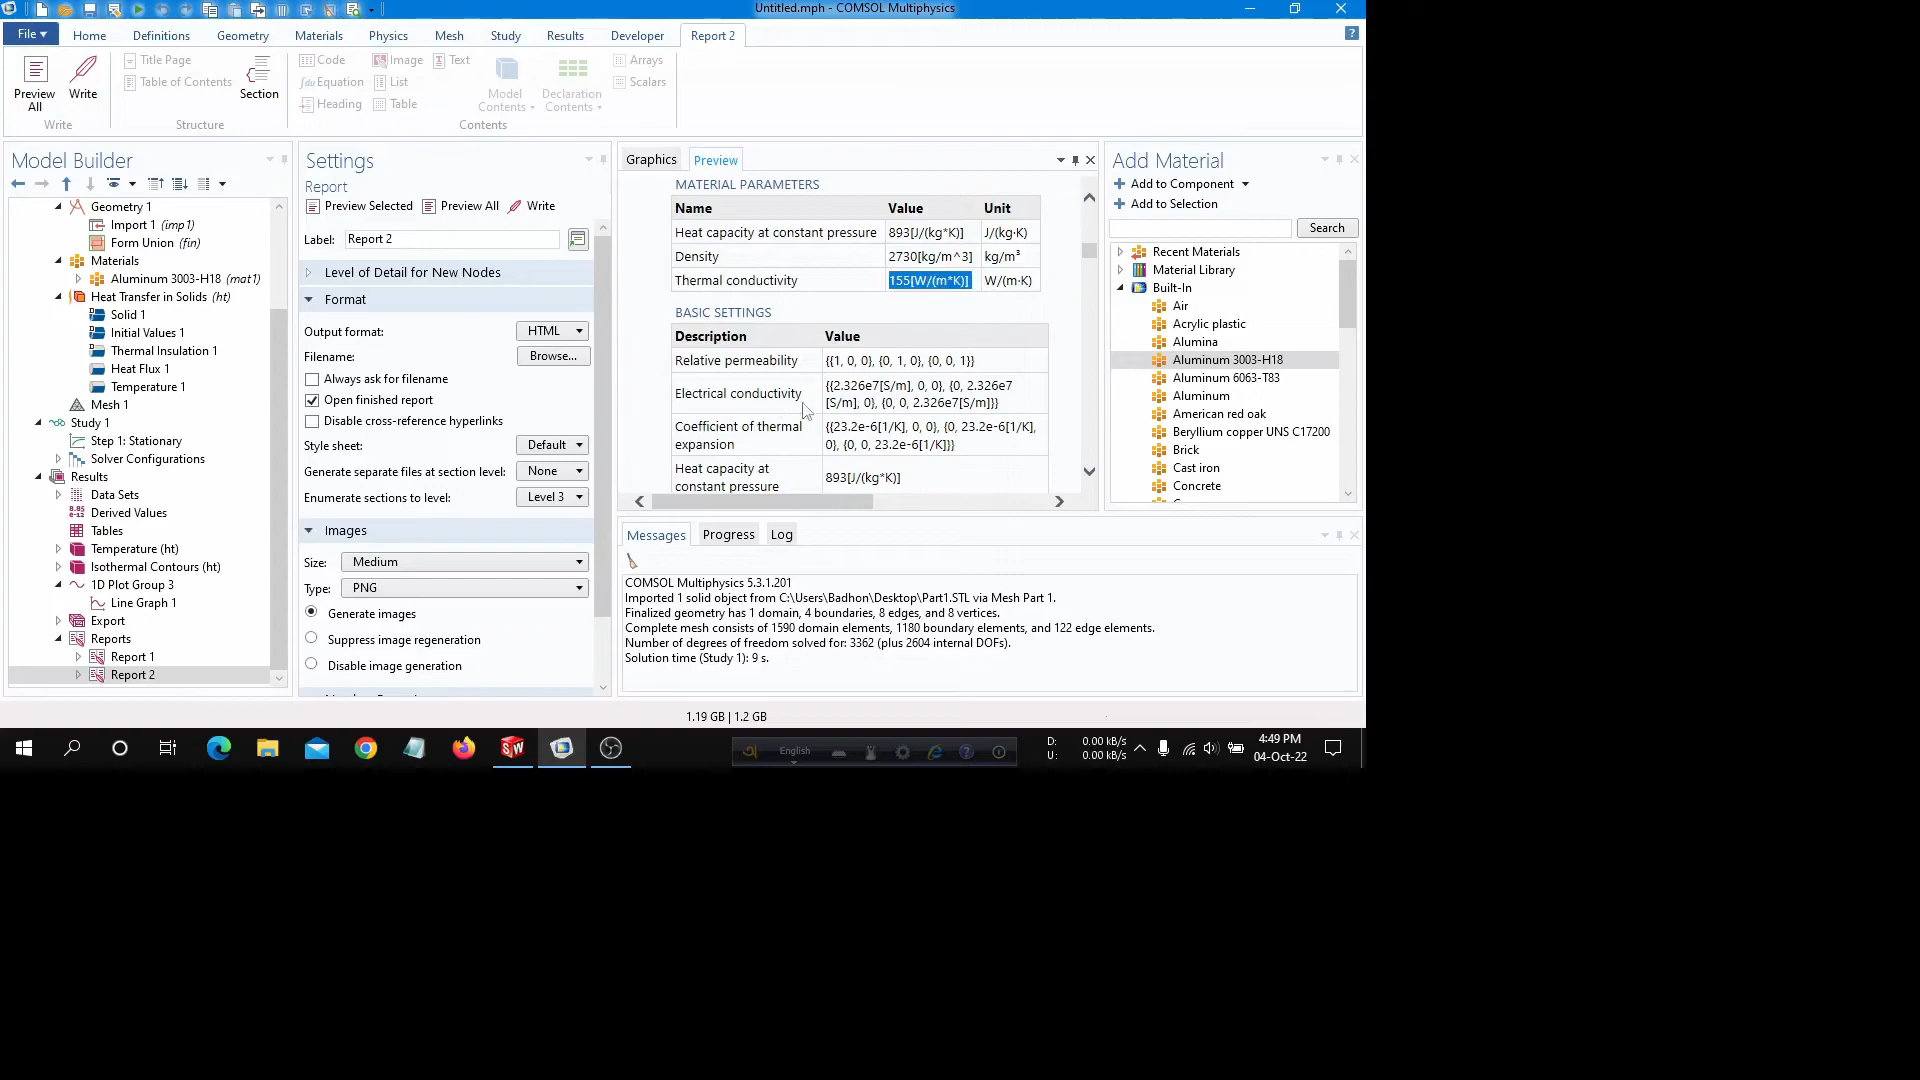 Untitled.mph - COMSOL Multiphysics
File Home Definitions Geometry Materials Physics Mesh Study Results Developer Report 2
Preview All
Write
Title Page
Table of Contents
Section
Code
Equation
Heading
Image
List
Table
Text
Model Contents
Declaration Contents
Arrays
Scalars
Write Structure Contents
Model Builder
Geometry 1
Import 1 (imp1)
Form Union (fin)
Materials
Aluminum 3003-H18 (mat1)
Heat Transfer in Solids (ht)
Solid 1
Initial Values 1
Thermal Insulation 1
Heat Flux 1
Temperature 1
Mesh 1
Study 1
Step 1: Stationary
Solver Configurations
Results
Data Sets
8.85
e-12
Derived Values
Tables
Temperature (ht)
Isothermal Contours (ht)
1D Plot Group 3
Line Graph 1
Export
Reports
Report 1
Report 2
Settings
Report
Preview Selected Preview All Write
Label: Report 2
Level of Detail for New Nodes
Format
Output format: HTML
Filename: Browse...
Always ask for filename
Open finished report
Disable cross-reference hyperlinks
Style sheet: Default
Generate separate files at section level: None
Enumerate sections to level: Level 3
Images
Size: Medium
Type: PNG
Generate images
Suppress image regeneration
Disable image generation
Graphics Preview
MATERIAL PARAMETERS
Name Value Unit
Heat capacity at constant pressure 893[J/(kg*K)] J/(kg·K)
Density 2730[kg/m^3] kg/m³
Thermal conductivity 155[W/(m*K)] W/(m·K)
BASIC SETTINGS
Description Value
Relative permeability {{1, 0, 0}, {0, 1, 0}, {0, 0, 1}}
Electrical conductivity {{2.326e7[S/m], 0, 0}, {0, 2.326e7
[S/m], 0}, {0, 0, 2.326e7[S/m]}}
Coefficient of thermal {{23.2e-6[1/K], 0, 0}, {0, 23.2e-6[1/K],
expansion 0}, {0, 0, 23.2e-6[1/K]}}
Heat capacity at
constant pressure 893[J/(kg*K)]
Add Material
Add to Component
Add to Selection
Search
Recent Materials
Material Library
Built-In
Air
Acrylic plastic
Alumina
Aluminum 3003-H18
Aluminum 6063-T83
Aluminum
American red oak
Beryllium copper UNS C17200
Brick
Cast iron
Concrete
Messages Progress Log
COMSOL Multiphysics 5.3.1.201
Imported 1 solid object from C:\Users\Badhon\Desktop\Part1.STL via Mesh Part 1.
Finalized geometry has 1 domain, 4 boundaries, 8 edges, and 8 vertices.
Complete mesh consists of 1590 domain elements, 1180 boundary elements, and 122 edge elements.
Number of degrees of freedom solved for: 3362 (plus 2604 internal DOFs).
Solution time (Study 1): 9 s.
1.19 GB | 1.2 GB
SW
English
D: 0.00 kB/s
U: 0.00 kB/s
4:49 PM
04-Oct-22